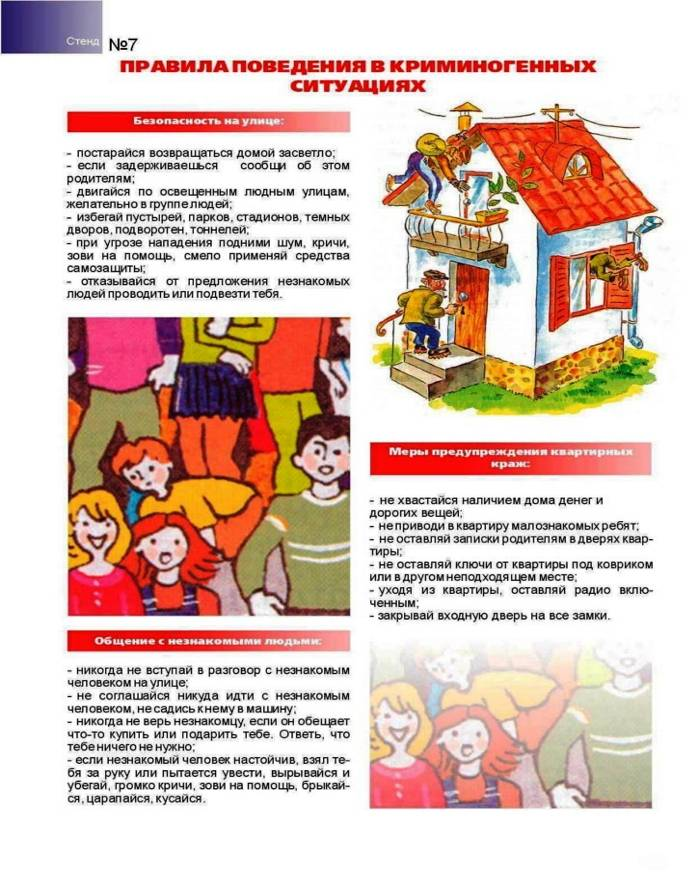 Стенд №7
ПРАВИЛА ПОВЕДЕНИЯ В КРИМИНОГЕННЫХ
СИТУАЦИЯХ
Безопасность на улице:
- постарайся возвращаться домой засветло;
- если задерживаешься сообщи об этом
родителям;
- двигайся по освещенным людным улицам,
желательно в группе людей;
- избегай пустырей, парков, стадионов, темных
дворов, подворотен, тоннелей;
- при угрозе нападения подними шум, кричи,
зови на помощь, смело применяй средства
самозащиты;
- отказывайся от предложения незнакомых
людей проводить или подвезти тебя.
Общение с незнакомыми людьми:
- никогда не вступай в разговор с незнакомым
человеком на улице;
- не соглашайся никуда идти с незнакомым
человеком, не садись к нему в машину;
- никогда не верь незнакомцу, если он обещает
что-то купить или подарить тебе. Ответь, что
тебе ничего не нужно;
- если незнакомый человек настойчив, взял те-
бя за руку или пытается увести, вырывайся и
убегай, громко кричи, зови на помощь, брыкай-
ся, царапайся, кусайся.
Меры предупреждения квартирных
краж:
- не хвастайся наличием дома денег и
дорогих вещей;
- не приводи в квартиру малознакомых ребят;
- не оставляй записки родителям в дверях квар-
тиры;
- не оставляй ключи от квартиры под ковриком
или в другом неподходящем месте;
- уходя из квартиры, оставляй радио вклю-
ченным;
- закрывай входную дверь на все замки.